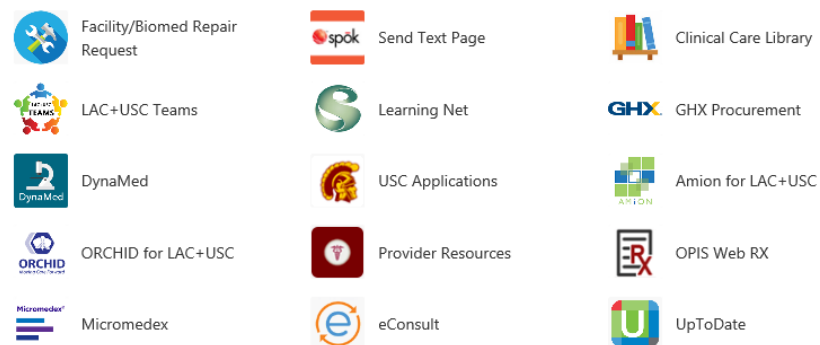 Facility/Biomed Repair
Request
spōk
Send Text Page
Clinical Care Library
LAC+USC
TEAMS
LAC+USC Teams
Learning Net
GHX
GHX Procurement
DynaMed
DynaMed
USC Applications
AMiON
Amion for LAC+USC
ORCHID
ORCHID for LAC+USC
Provider Resources
RX
OPIS Web RX
Micromedex
Micromedex
e
eConsult
U
UpToDate